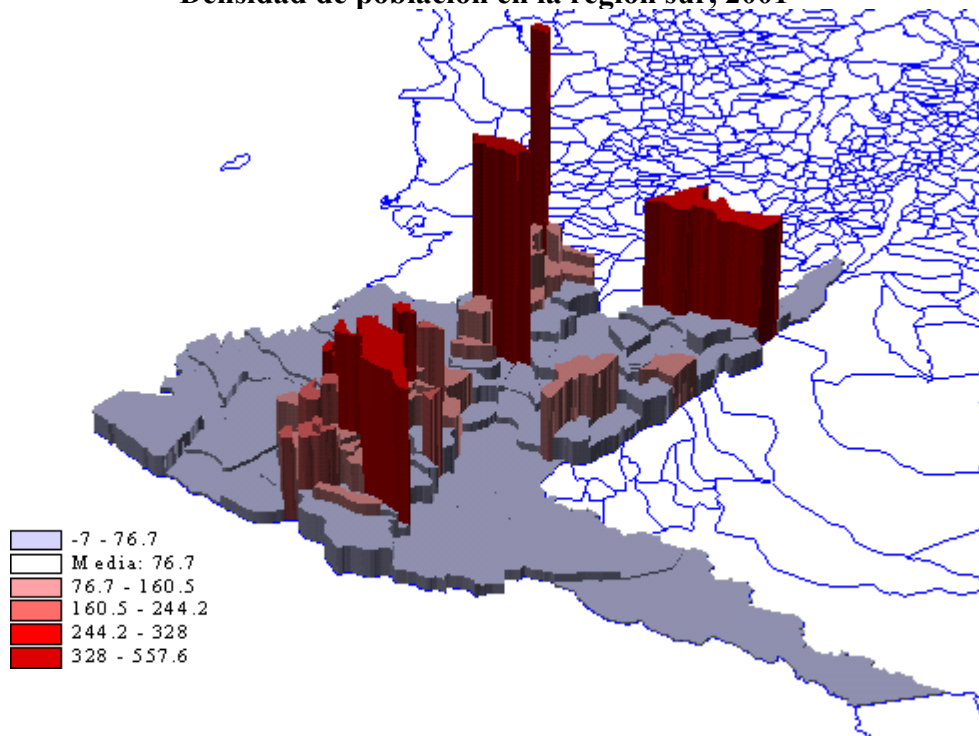 Densidad de población en la región sur, 2001
-7 - 76.7
Media: 76.7
76.7 - 160.5
160.5 - 244.2
244.2 - 328
328 - 557.6